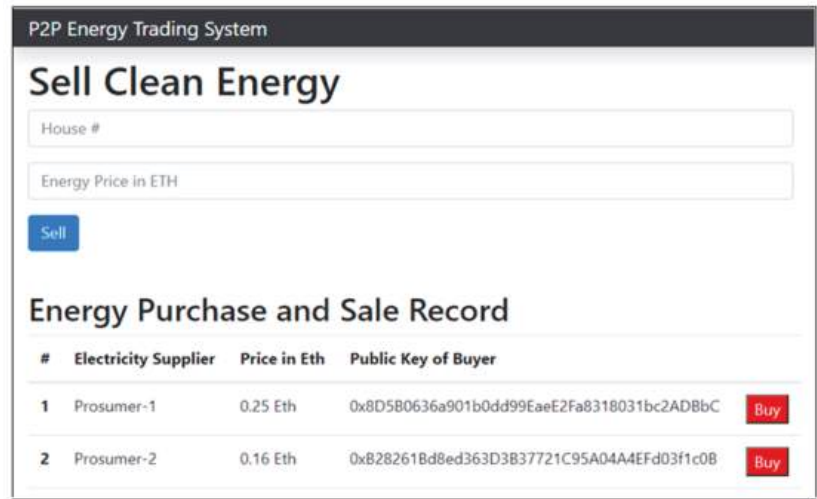 P2P Energy Trading System
Sell Clean Energy
House #
Energy Price in ETH
Sell
Energy Purchase and Sale Record
# Electricity Supplier Price in Eth Public Key of Buyer
1 Prosumer-1 0.25 Eth 0x8D5B0636a901b0dd99EaeE2Fa8318031bc2ADBbC Buy
2 Prosumer-2 0.16 Eth 0xB28261Bd8ed363D3B37721C95A04A4EFd03f1c0B Buy